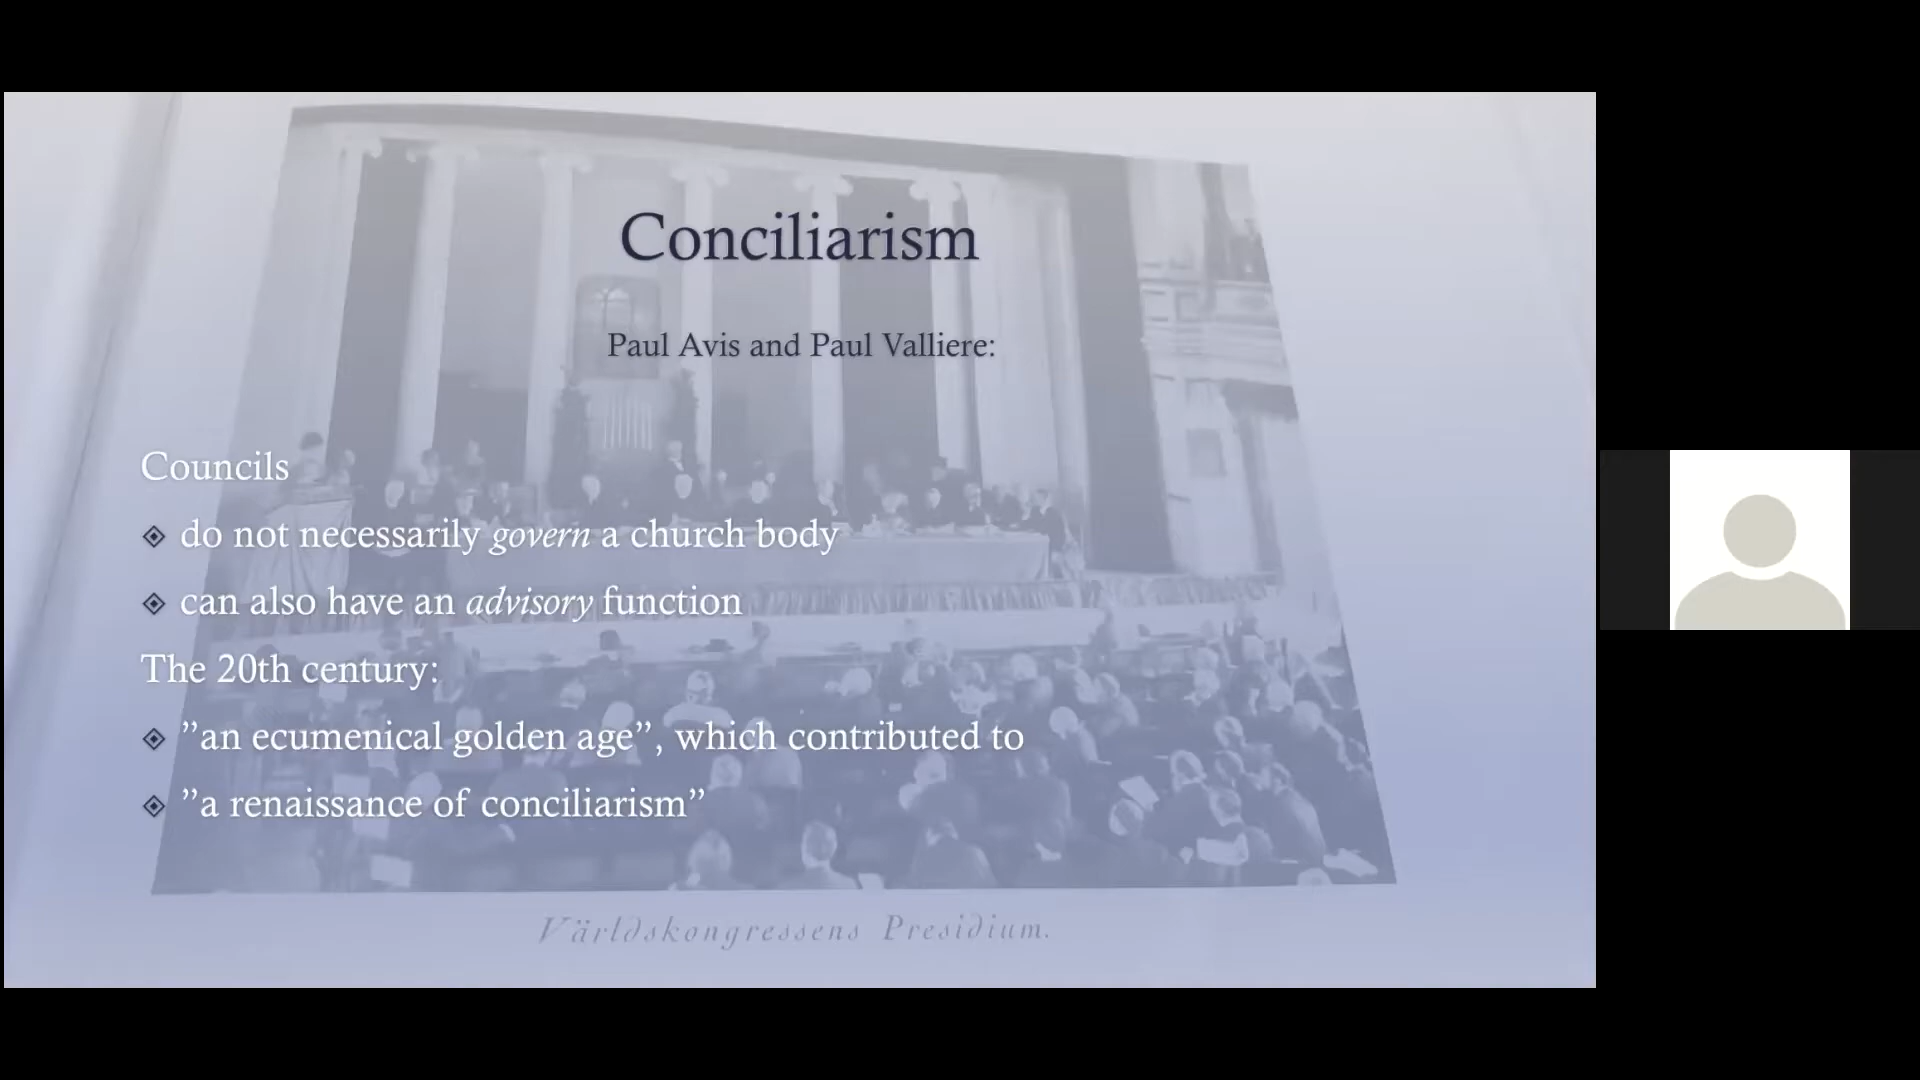 Conciliarism
Paul Avis and Paul Valliere:
Councils
do not necessarily govern a church body
can also have an advisory function
The 20th century:
”an ecumenical golden age”, which contributed to
”a renaissance of conciliarism”
Världskongressens Presidium.